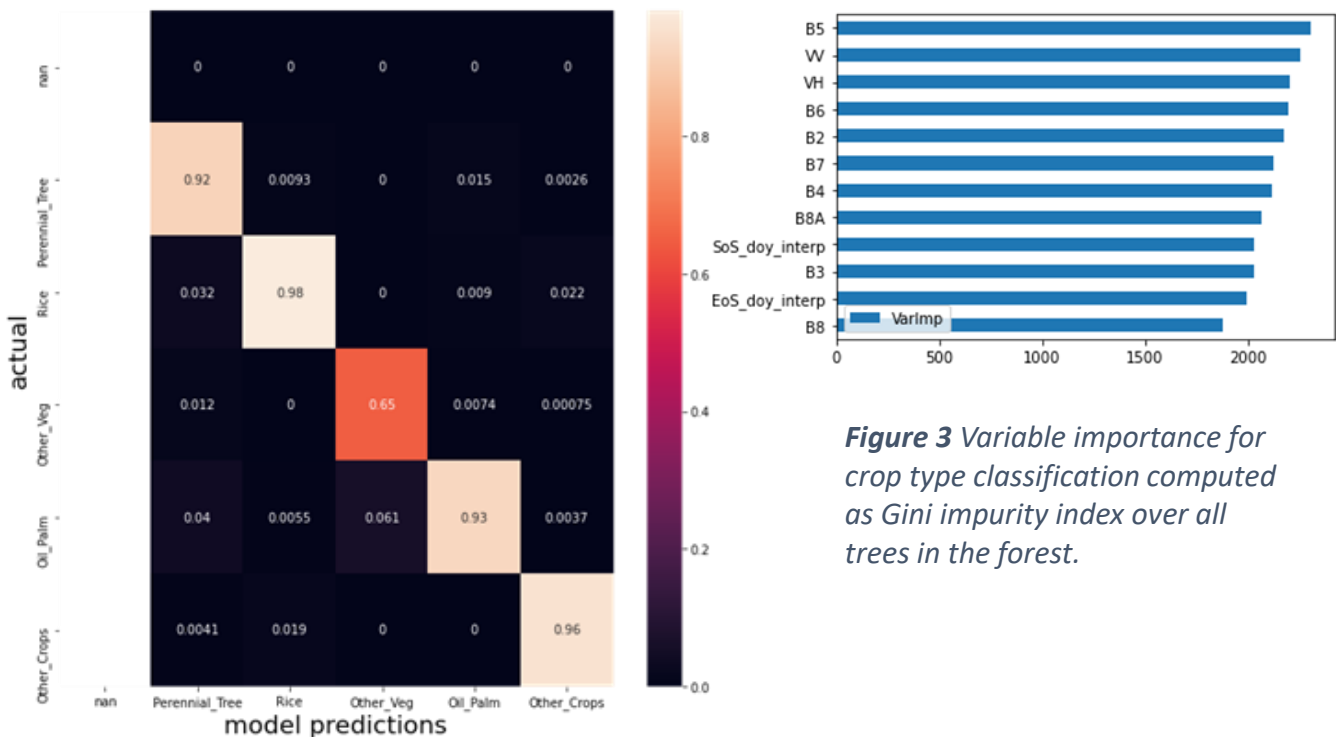 actual
nan
0 0 0 0 0
Perennial_Tree
0.92 0.0093 0 0.015 0.0026
Rice
0.032 0.98 0 0.009 0.022
Other_Veg
0.012 0 0.65 0.0074 0.00075
Oil_Palm
0.04 0.0055 0.061 0.93 0.0037
Other_Crops
0.0041 0.019 0 0 0.96
nan Perennial_Tree Rice Other_Veg Oil_Palm Other_Crops
model predictions
0.8
0.6
0.4
0.2
0.0
B5
VV
VH
B6
B2
B7
B4
B8A
SoS_doy_interp
B3
EoS_doy_interp
B8
VarImp
0 500 1000 1500 2000
Figure 3 Variable importance for
crop type classification computed
as Gini impurity index over all
trees in the forest.